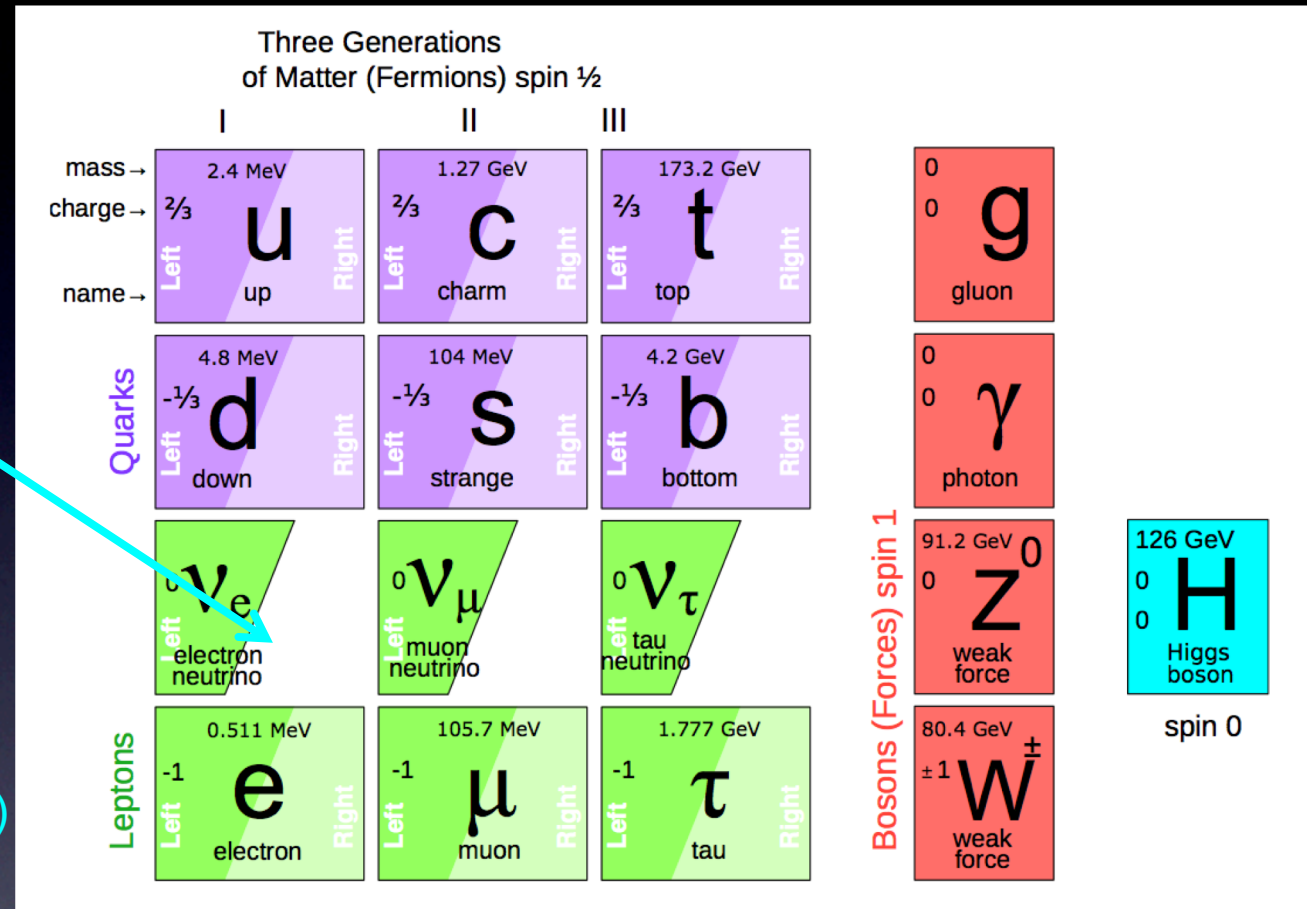 Three Generations
of Matter (Fermions) spin ½
I II III
mass→
charge→
name→
2.4 MeV
⅔
u
Left
Right
up
1.27 GeV
⅔
c
Left
Right
charm
173.2 GeV
⅔
t
Left
Right
top
0
0
g
gluon
Quarks
4.8 MeV
-⅓
d
Left
Right
down
104 MeV
-⅓
s
Left
Right
strange
4.2 GeV
-⅓
b
Left
Right
bottom
0
0
γ
photon
0
νe
Left
electron
neutrino
0
νμ
Left
muon
neutrino
0
ντ
Left
tau
neutrino
Bosons (Forces) spin 1
91.2 GeV
0
Z0
weak
force
126 GeV
0
0
H
Higgs
boson
spin 0
Leptons
0.511 MeV
-1
e
Left
Right
electron
105.7 MeV
-1
μ
Left
Right
muon
1.777 GeV
-1
τ
Left
Right
tau
80.4 GeV
±1
W±
weak
force
)